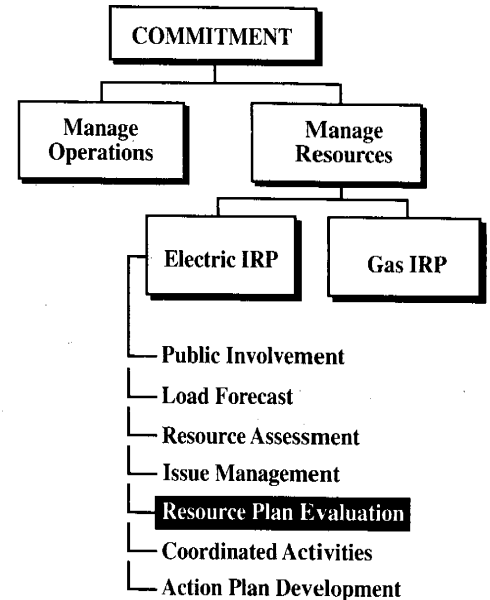 COMMITMENT
Manage
Operations
Manage
Resources
Electric IRP
Gas IRP
Public Involvement
Load Forecast
Resource Assessment
Issue Management
Resource Plan Evaluation
Coordinated Activities
Action Plan Development